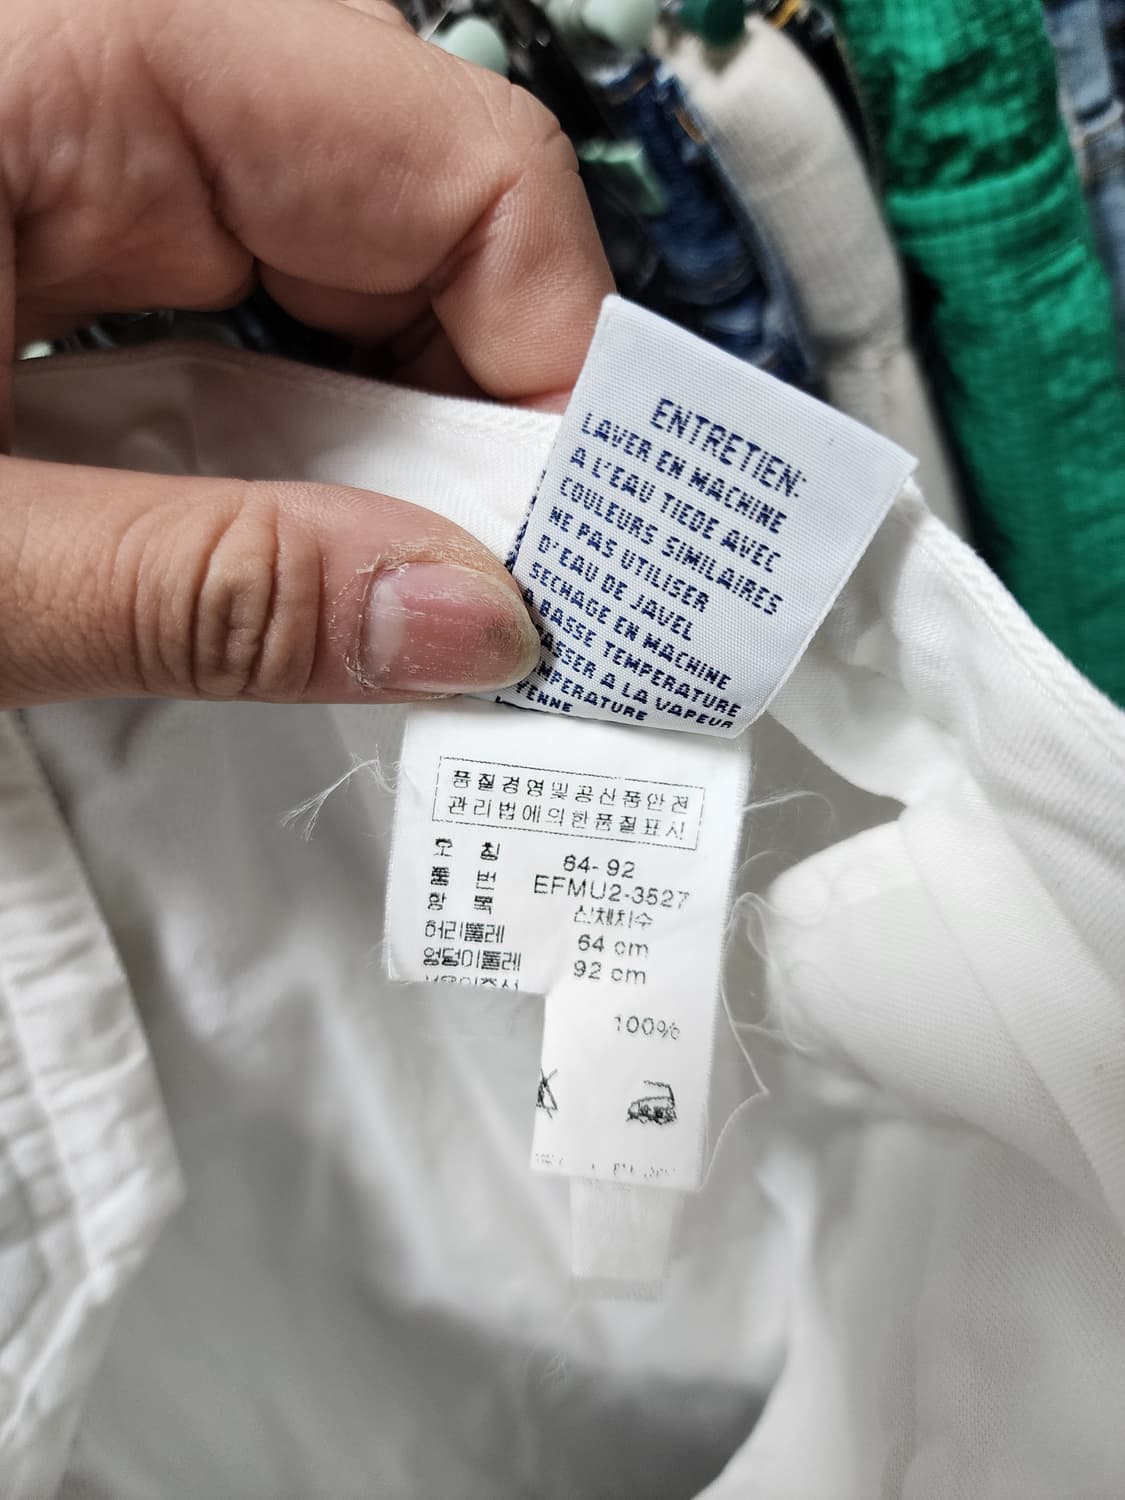 ENTRETIEN:
LAVER EN MACHINE
A L'EAU TIEDE AVEC
COULEURS SIMILAIRES
NE PAS UTILISER
D'EAU DE JAVEL
SECHAGE EN MACHINE
A BASSE TEMPERATURE
A LA VAPEUR
품질경영및공산품안전
관리법에의한품질표시
호 칭 64-92
품 번 EFMU2-3527
항 목 신체치수
허리둘레 64 cm
엉덩이둘레 92 cm
100%